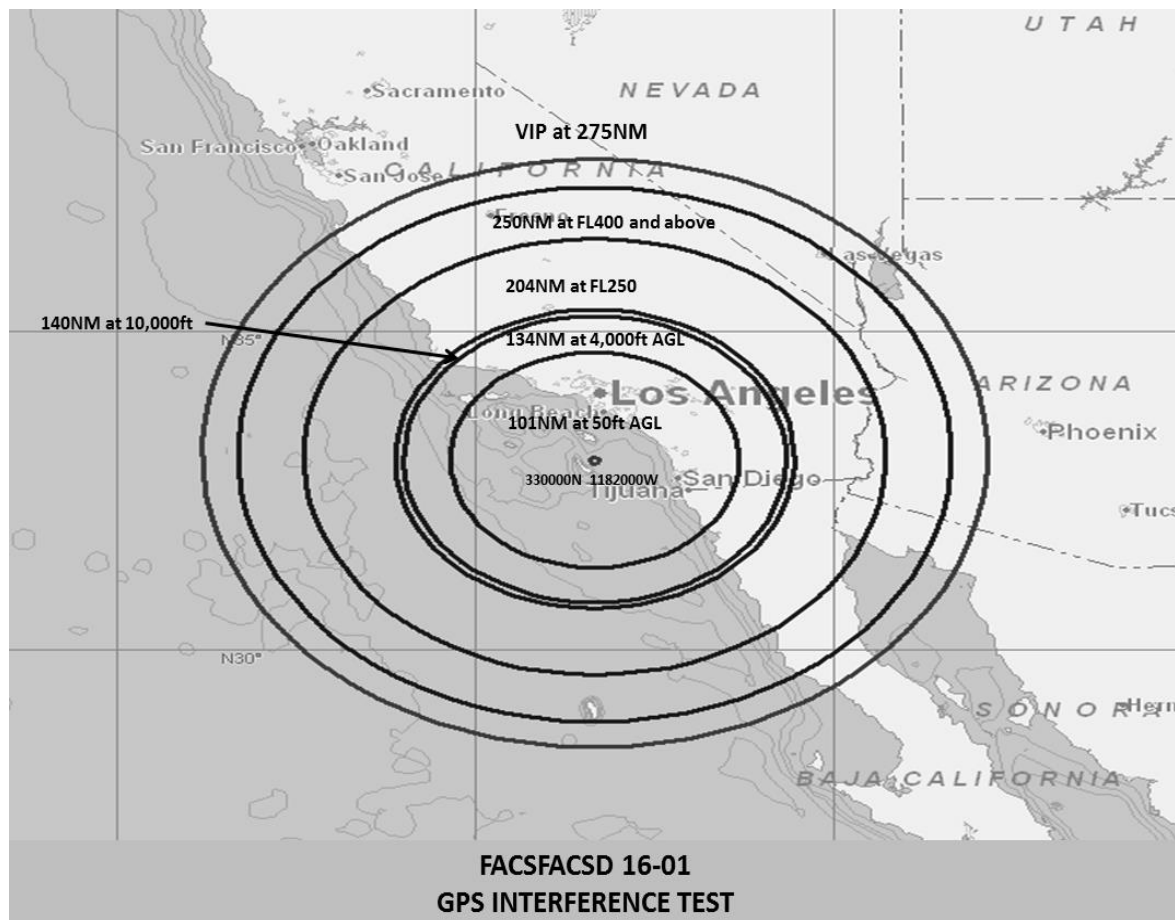 UTAH
NEVADA
Sacramento
VIP at 275NM
San Francisco
Oakland
CALIFORNIA
San Jose
Fresno
250NM at FL400 and above
Las Vegas
204NM at FL250
140NM at 10,000ft
N35°
134NM at 4,000ft AGL
ARIZONA
Los Angeles
Long Beach
101NM at 50ft AGL
Phoenix
330000N 1182000W
San Diego
Tijuana
Tucs
N30°
SONORA
Herm
BAJA CALIFORNIA
FACSFACSD 16-01
GPS INTERFERENCE TEST